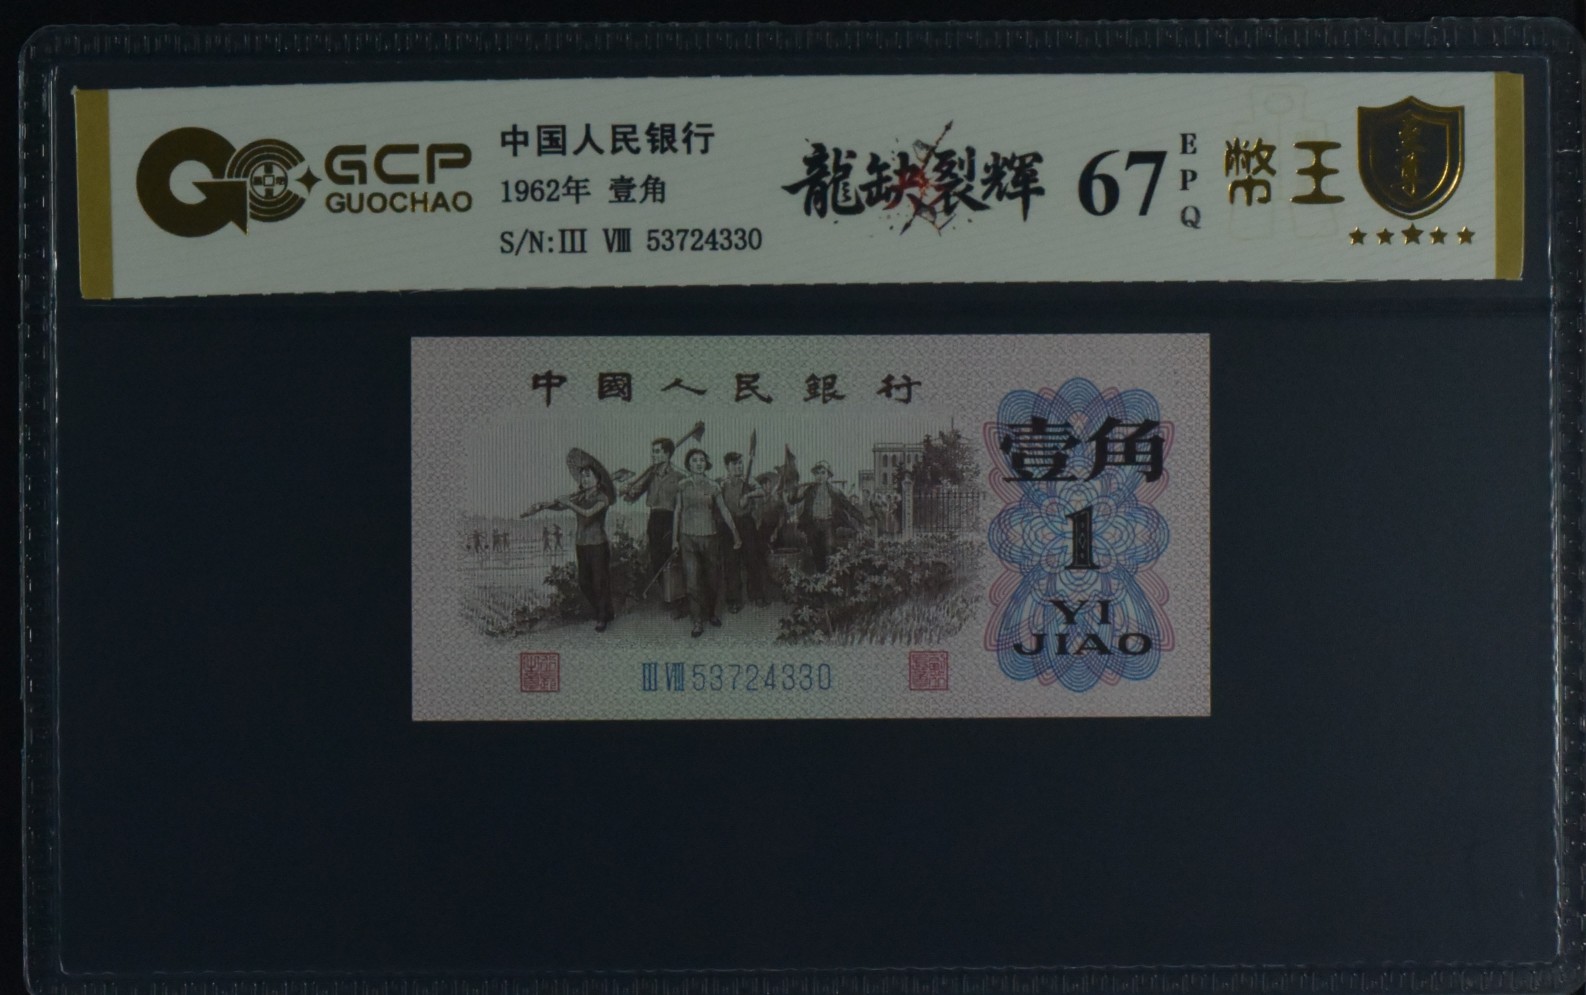 GCP
GUOCHAO
中国人民银行
1962年 壹角
S/N:III VIII 53724330
龍缺裂輝
67
EPQ
幣王
中國人民銀行
壹角
1
YI
JIAO
III VIII 53724330